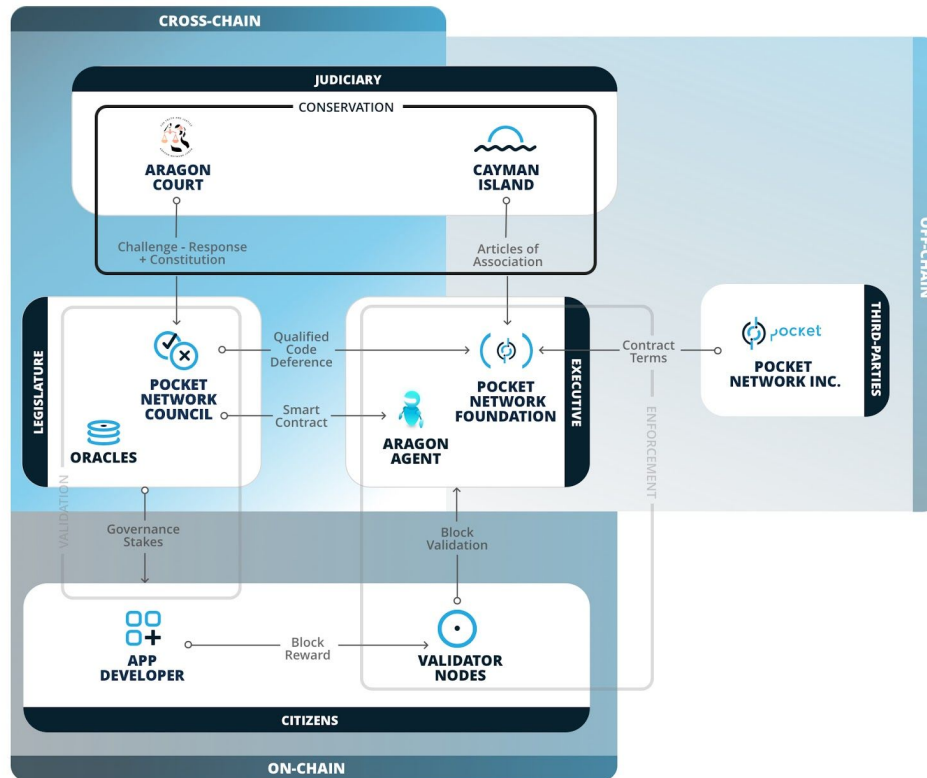 CROSS-CHAIN
JUDICIARY
CONSERVATION
ARAGON
COURT
CAYMAN
ISLAND
OFF-CHAIN
Challenge - Response
+ Constitution
Articles of
Association
LEGISLATURE
Qualified
Code
Deference
POCKET
NETWORK
COUNCIL
Smart
Contract
ORACLES
POCKET
NETWORK
FOUNDATION
ARAGON
AGENT
EXECUTIVE
Contract
Terms
pocket
POCKET
NETWORK INC.
THIRD-PARTIES
ENFORCEMENT
VALIDATION
Governance
Stakes
Block
Validation
APP
DEVELOPER
Block
Reward
VALIDATOR
NODES
CITIZENS
ON-CHAIN